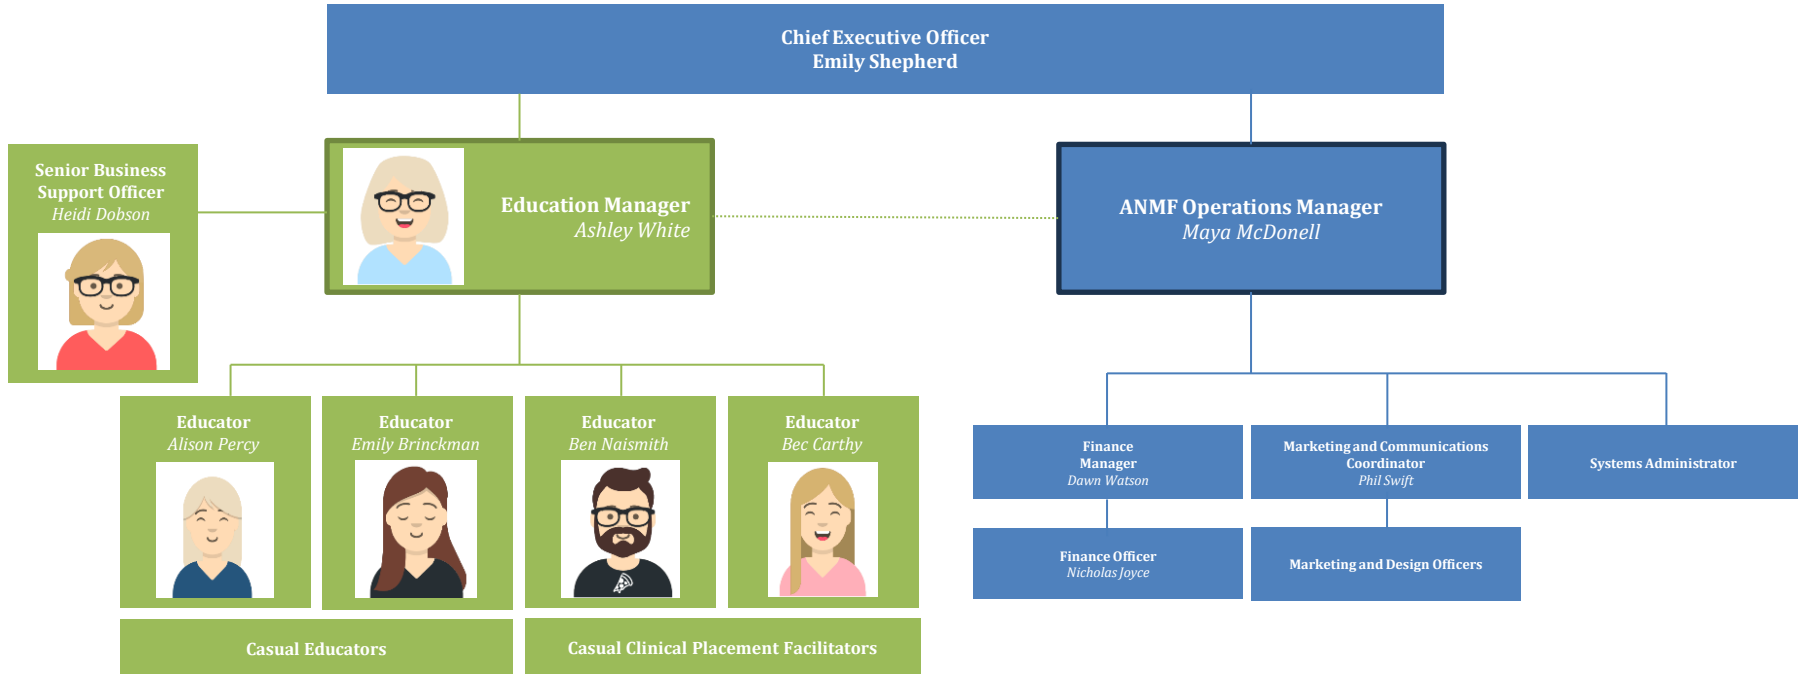 Chief Executive Officer
Emily Shepherd
Senior Business
Support Officer
Heidi Dobson
Education Manager
Ashley White
ANMF Operations Manager
Maya McDonell
Educator
Alison Percy
Educator
Emily Brinckman
Educator
Ben Naismith
Educator
Bec Carthy
Finance
Manager
Dawn Watson
Marketing and Communications
Coordinator
Phil Swift
Systems Administrator
Finance Officer
Nicholas Joyce
Marketing and Design Officers
Casual Educators
Casual Clinical Placement Facilitators